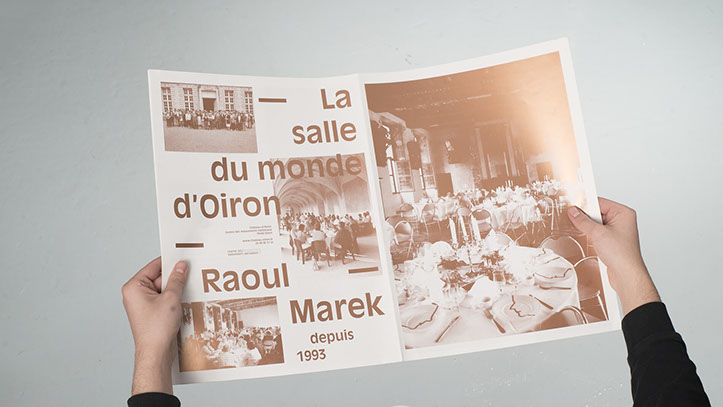 La
salle
du monde
d'Oiron
Raoul
Marek
depuis
1993